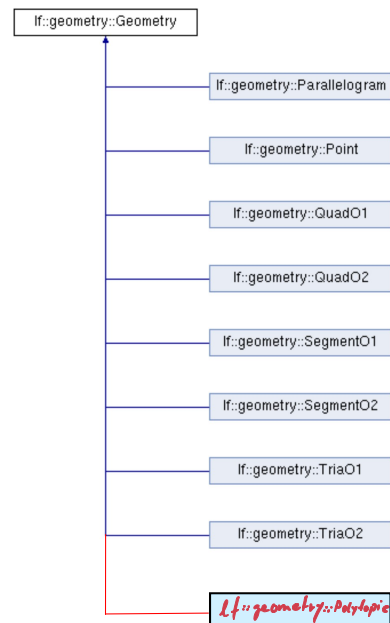 lf::geometry::Geometry
lf::geometry::Parallelogram
lf::geometry::Point
lf::geometry::QuadO1
lf::geometry::QuadO2
lf::geometry::SegmentO1
lf::geometry::SegmentO2
lf::geometry::TriaO1
lf::geometry::TriaO2
lf::geometry::Polytopic